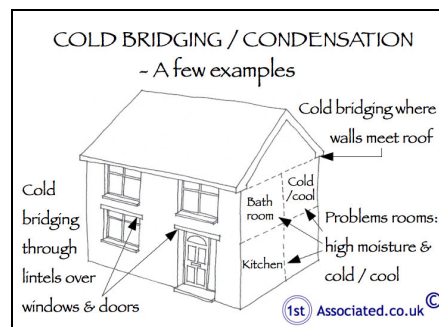 COLD BRIDGING / CONDENSATION
- A few examples
Cold bridging where
walls meet roof
Cold
bridging
through
lintels over
windows & doors
Cold
/cool
Bath
room
Kitchen
Problems rooms:
high moisture &
cold / cool
1st Associated.co.uk ©